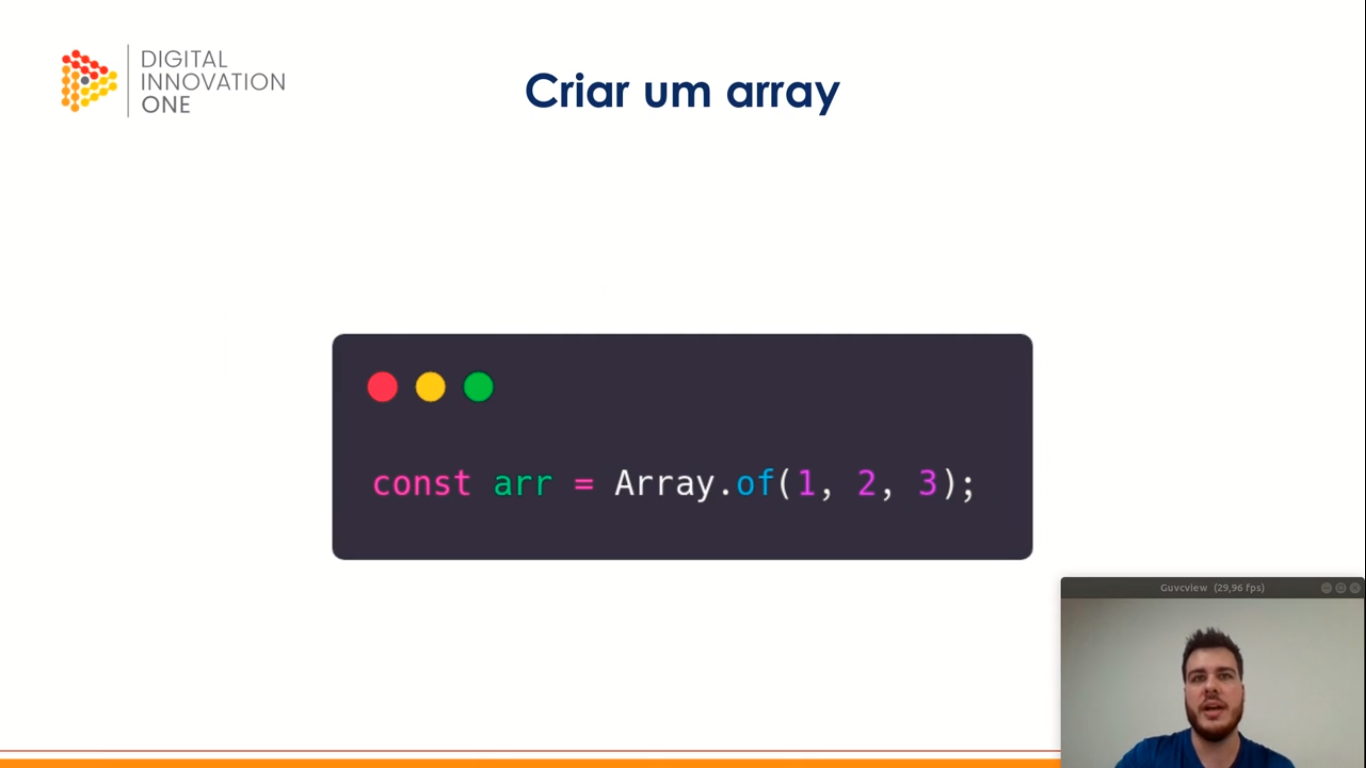 DIGITAL
INNOVATION
ONE
Criar um array
const arr = Array.of(1, 2, 3);
Guvcview (29,96 fps)